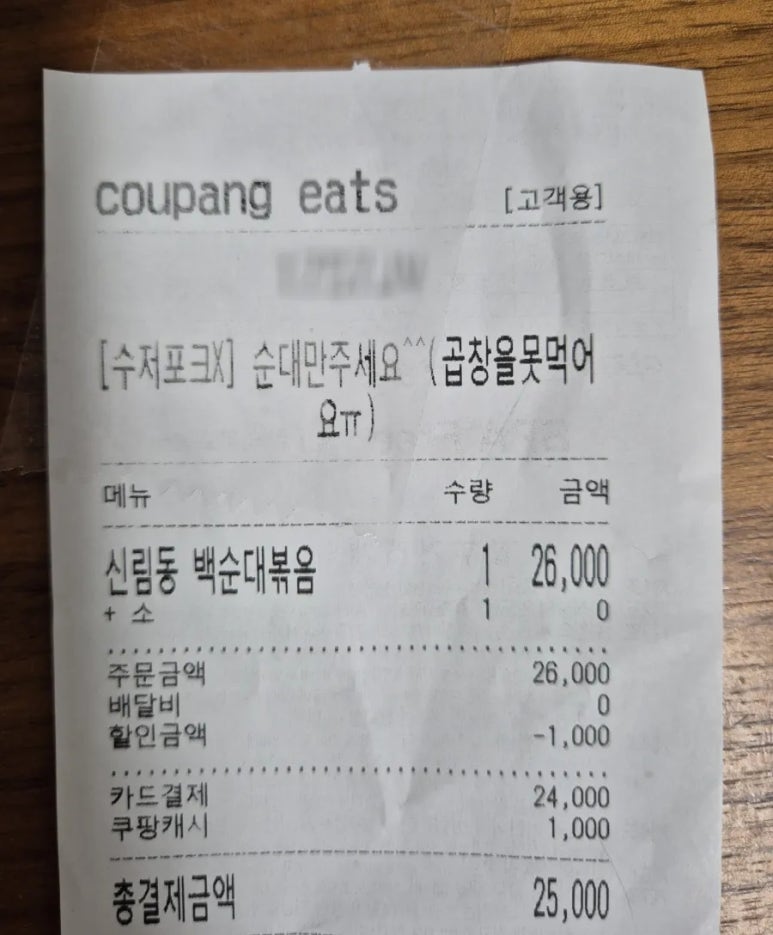 coupang eats [고객용]
[수저포크X] 순대만주세요^^(곱창을못먹어
요ㅠ)
메뉴 수량 금액
신림동 백순대볶음 1 26,000
+ 소 1 0
주문금액 26,000
배달비 0
할인금액 -1,000
카드결제 24,000
쿠팡캐시 1,000
총결제금액 25,000